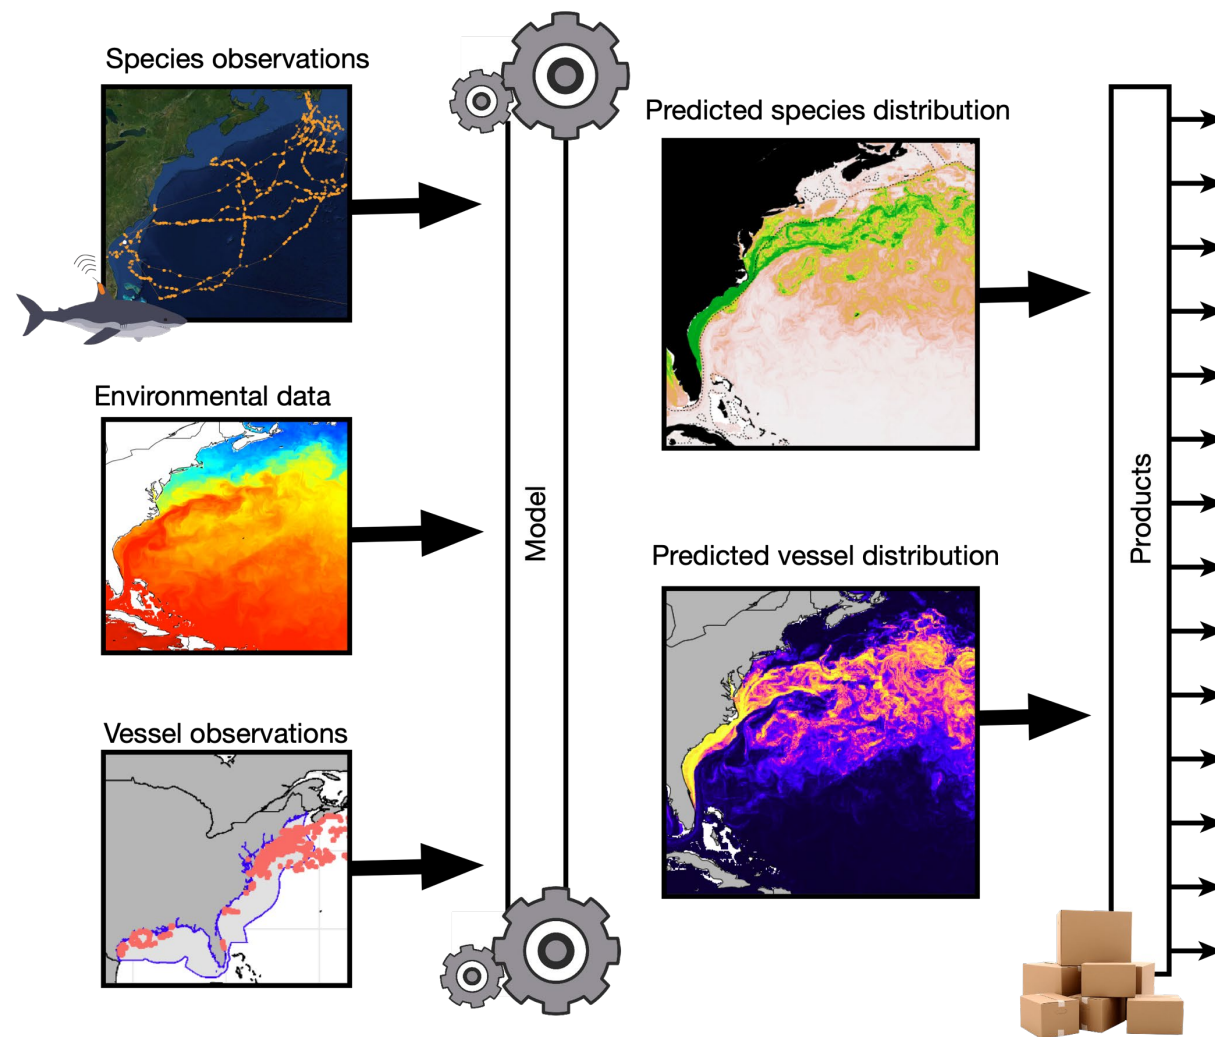 Species observations
Environmental data
Vessel observations
Model
Predicted species distribution
Predicted vessel distribution
Products